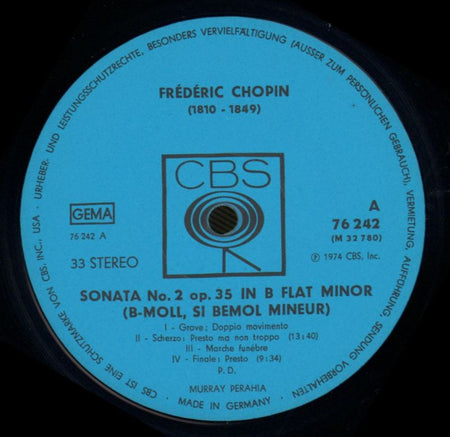 URHEBER- UND LEISTUNGSSCHUTZRECHTE, BESONDERS VERVIELFÄLTIGUNG (AUSSER ZUM PERSÖNLICHEN GEBRAUCH), VERMIETUNG, AUFFÜHRUNG, SENDUNG VORBEHALTEN
FRÉDÉRIC CHOPIN
(1810 - 1849)
CBS
GEMA
A
76 242
(M 32 780)
76 242 A
33 STEREO
℗ 1974 CBS, Inc.
SONATA No. 2 op. 35 IN B FLAT MINOR
(B-MOLL, SI BEMOL MINEUR)
I - Grave; Doppio movimento
II - Scherzo: Presto ma non troppo (13:40)
III - Marche funèbre
IV - Finale: Presto (9:34)
P. D.
MURRAY PERAHIA
MADE IN GERMANY
CBS IST EINE SCHUTZMARKE VON CBS INC., USA